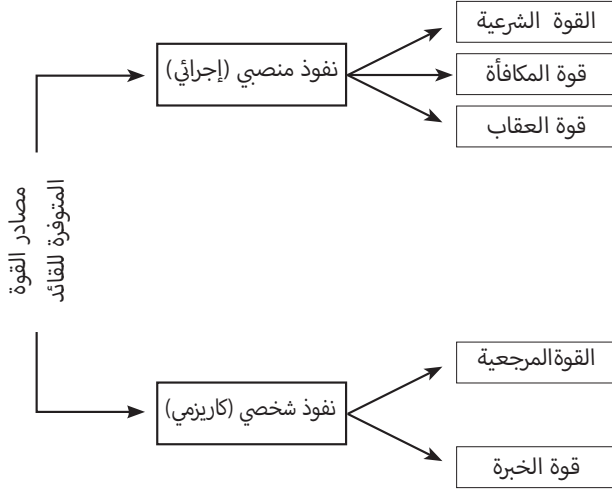 مصادر القوة
المتوفرة للقائد
نفوذ منصبي (إجرائي)
القوة الشرعية
قوة المكافأة
قوة العقاب
نفوذ شخصي (كاريزمي)
القوةالمرجعية
قوة الخبرة